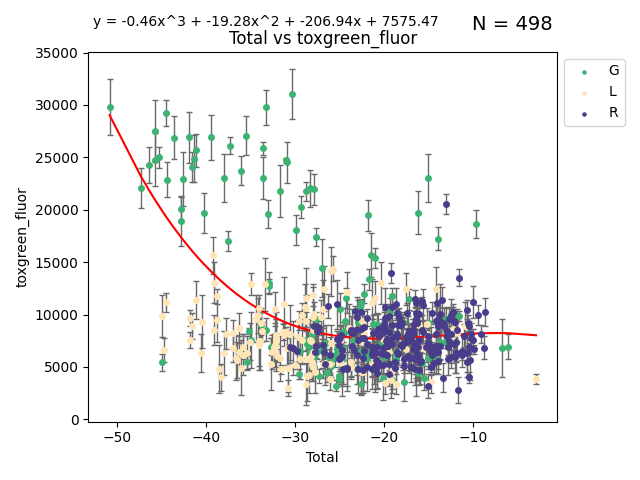 y = -0.46x^3 + -19.28x^2 + -206.94x + 7575.47
N = 498
Total vs toxgreen_fluor
G
L
R
toxgreen_fluor
35000
30000
25000
20000
15000
10000
5000
0
−50
−40
−30
−20
−10
Total